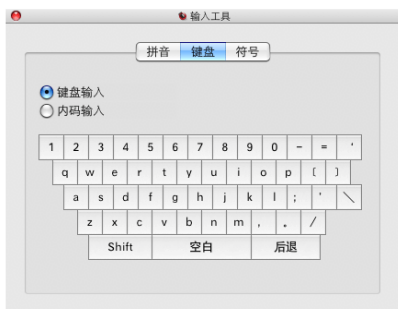 输入工具
拼音 键盘 符号
键盘输入
内码输入
1 2 3 4 5 6 7 8 9 0 - = '
q w e r t y u i o p [ ]
a s d f g h j k l ; ' \
z x c v b n m , . /
Shift 空白 后退